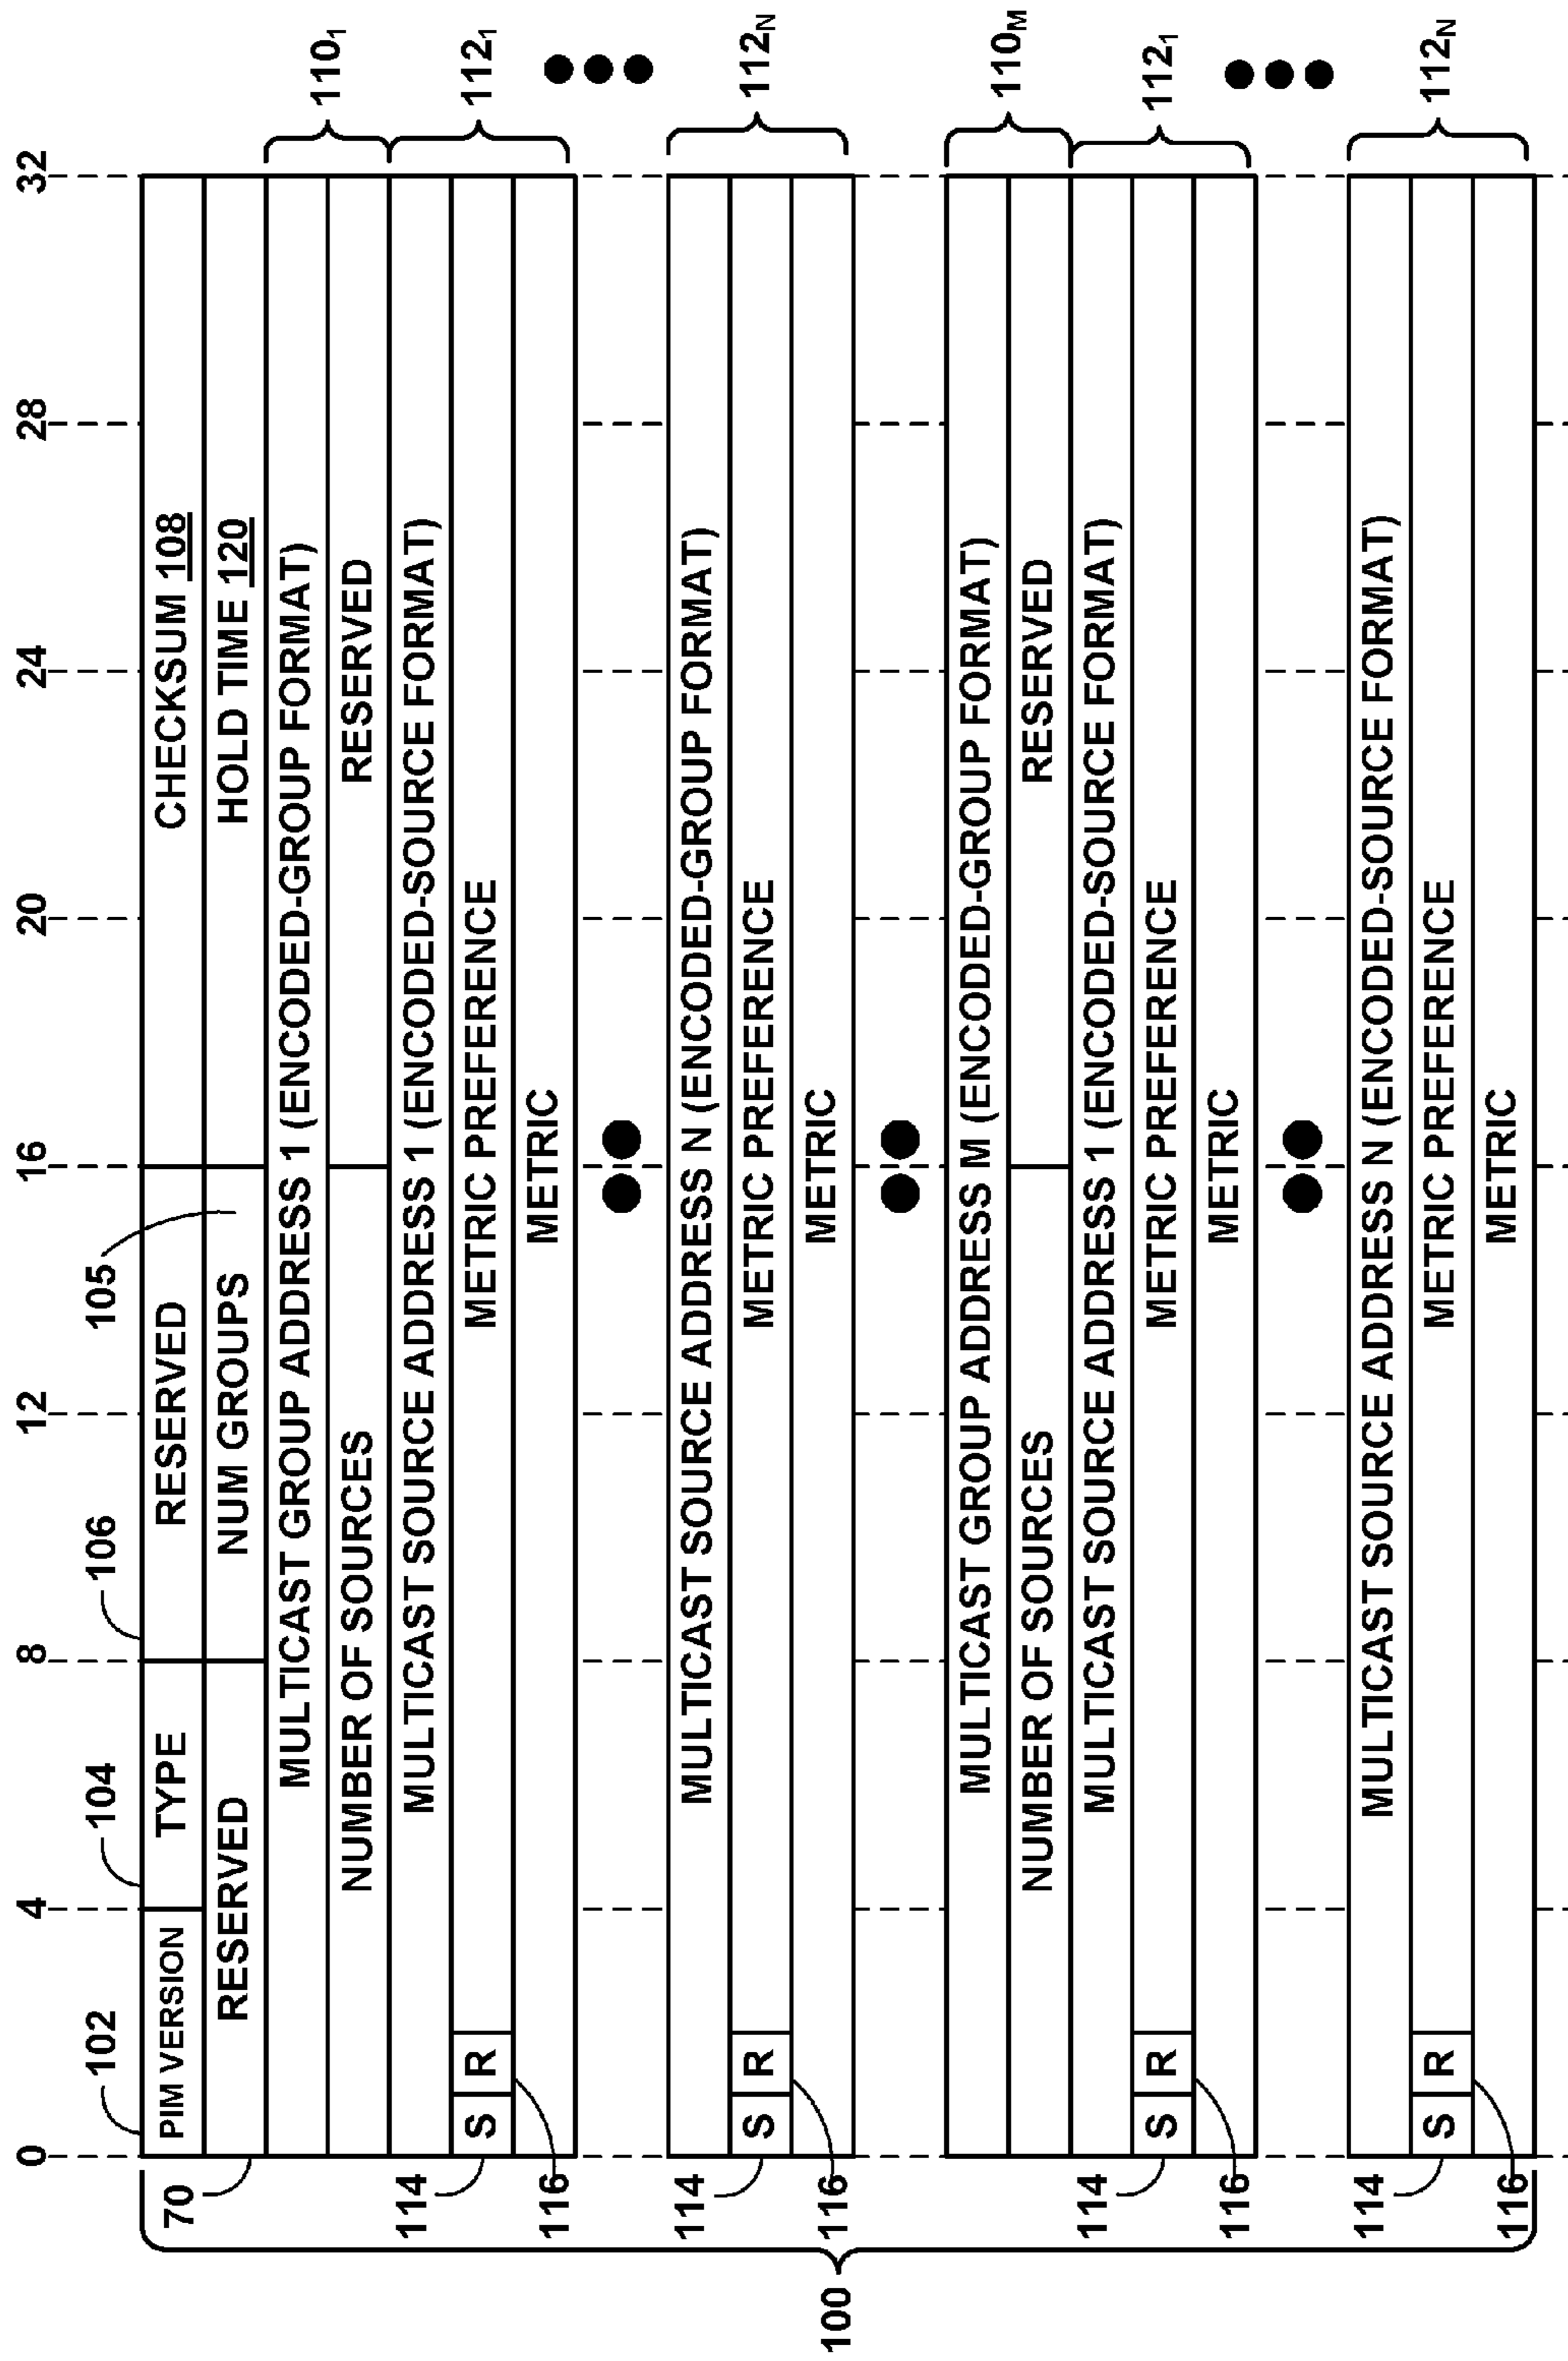 0 4 8 12 16 20 24 28 32
102 104 106
105
70
PIM VERSION TYPE RESERVED CHECKSUM 108
RESERVED NUM GROUPS HOLD TIME 120
MULTICAST GROUP ADDRESS 1 (ENCODED-GROUP FORMAT)
NUMBER OF SOURCES RESERVED
110₁
MULTICAST SOURCE ADDRESS 1 (ENCODED-SOURCE FORMAT)
114 S R METRIC PREFERENCE
112₁
METRIC
116
MULTICAST SOURCE ADDRESS N (ENCODED-GROUP FORMAT)
114 S R METRIC PREFERENCE
112N
METRIC
116
100
MULTICAST GROUP ADDRESS M (ENCODED-GROUP FORMAT)
NUMBER OF SOURCES RESERVED
110M
MULTICAST SOURCE ADDRESS 1 (ENCODED-SOURCE FORMAT)
114 S R METRIC PREFERENCE
112₁
METRIC
116
MULTICAST SOURCE ADDRESS N (ENCODED-SOURCE FORMAT)
114 S R METRIC PREFERENCE
112N
METRIC
116